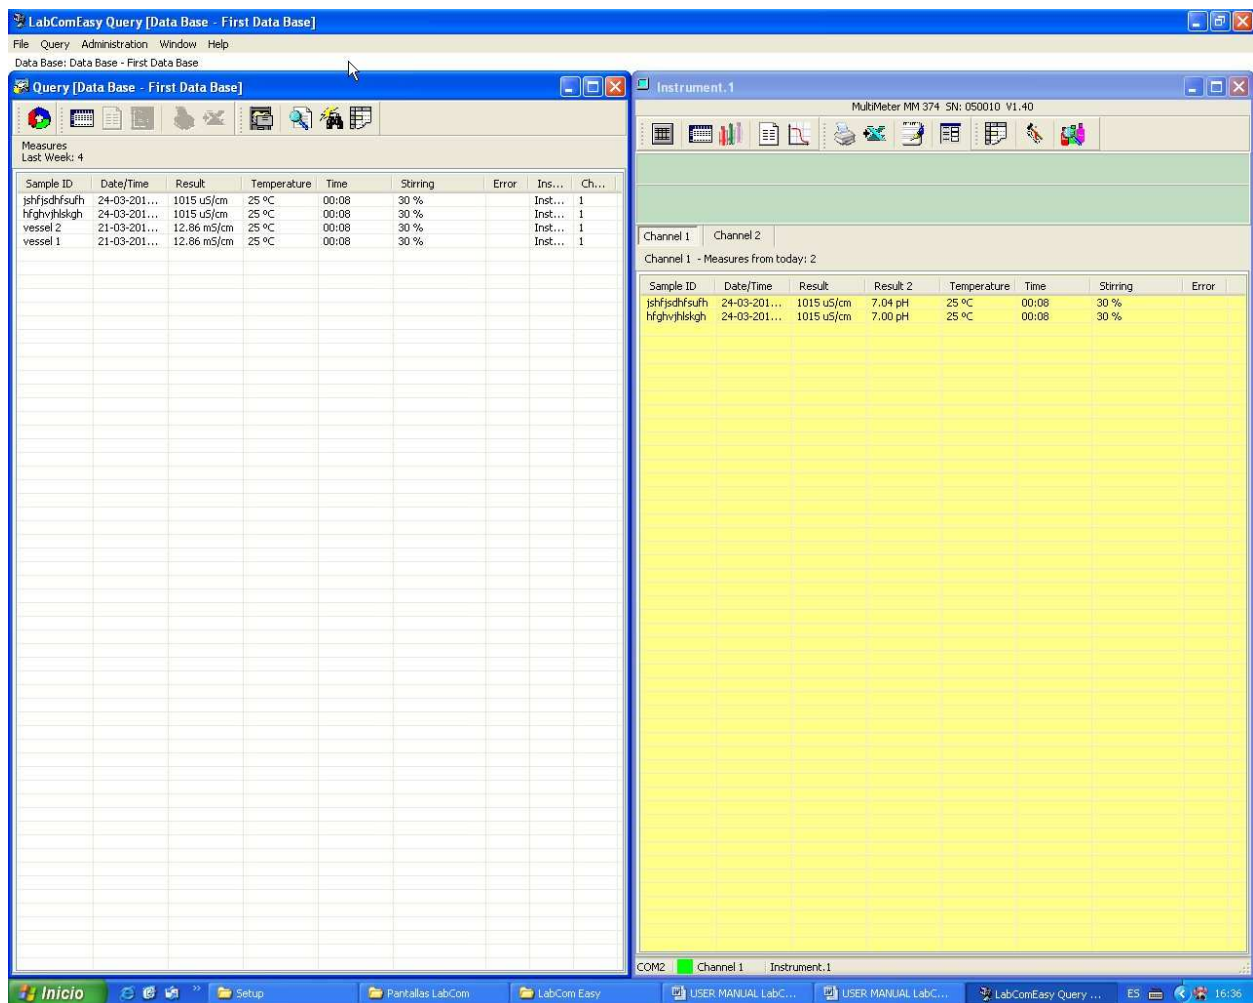 LabComEasy Query [Data Base - First Data Base]
File Query Administration Window Help
Data Base: Data Base - First Data Base
Query [Data Base - First Data Base]
Measures
Last Week: 4
Sample ID Date/Time Result Temperature Time Stirring Error Ins... Ch...
jshfjsdhfsufh 24-03-201... 1015 uS/cm 25 ºC 00:08 30 % Inst... 1
hfghvjhlskgh 24-03-201... 1015 uS/cm 25 ºC 00:08 30 % Inst... 1
vessel 2 21-03-201... 12.86 mS/cm 25 ºC 00:08 30 % Inst... 1
vessel 1 21-03-201... 12.86 mS/cm 25 ºC 00:08 30 % Inst... 1
Instrument.1
MultiMeter MM 374 SN: 050010 V1.40
Channel 1 Channel 2
Channel 1 - Measures from today: 2
Sample ID Date/Time Result Result 2 Temperature Time Stirring Error
jshfjsdhfsufh 24-03-201... 1015 uS/cm 7.04 pH 25 ºC 00:08 30 %
hfghvjhlskgh 24-03-201... 1015 uS/cm 7.00 pH 25 ºC 00:08 30 %
COM2 Channel 1 Instrument.1
Inicio » Setup Pantallas LabCom LabCom Easy USER MANUAL LabC... USER MANUAL LabC... LabComEasy Query ... ES 16:36